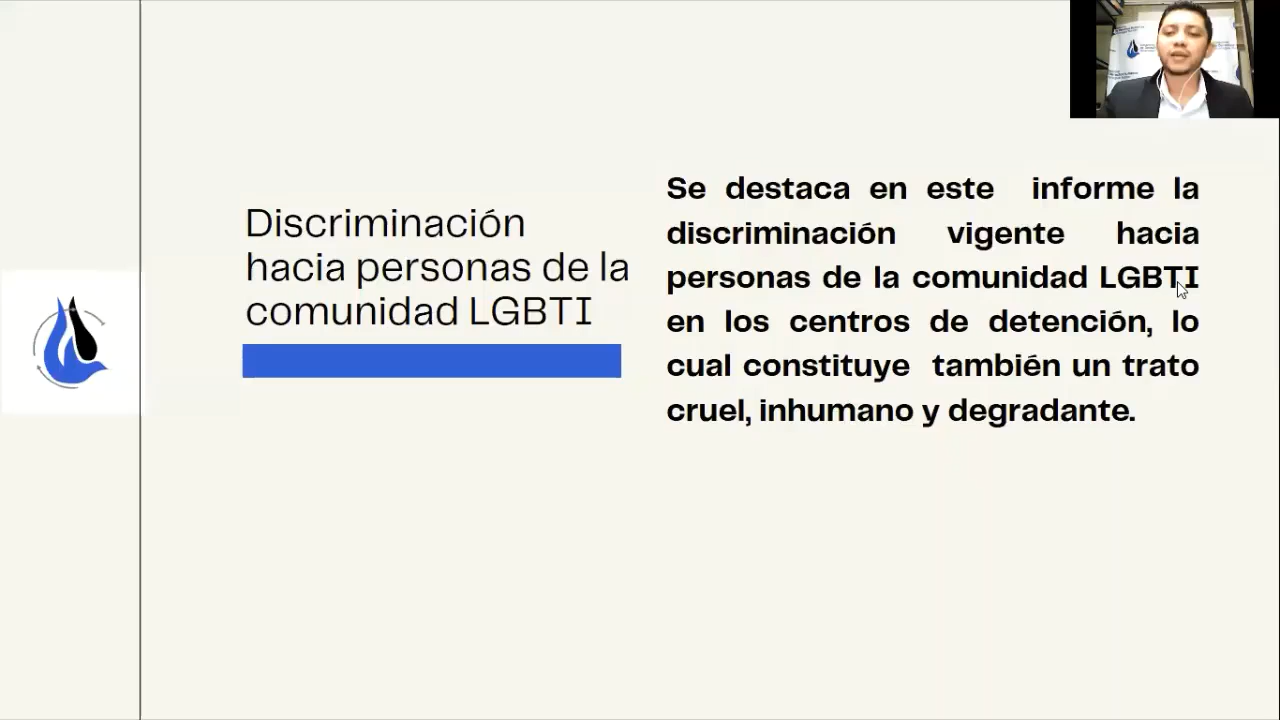 Discriminación
hacia personas de la
comunidad LGBTI
Se destaca en este informe la
discriminación vigente hacia
personas de la comunidad LGBTI
en los centros de detención, lo
cual constituye también un trato
cruel, inhumano y degradante.